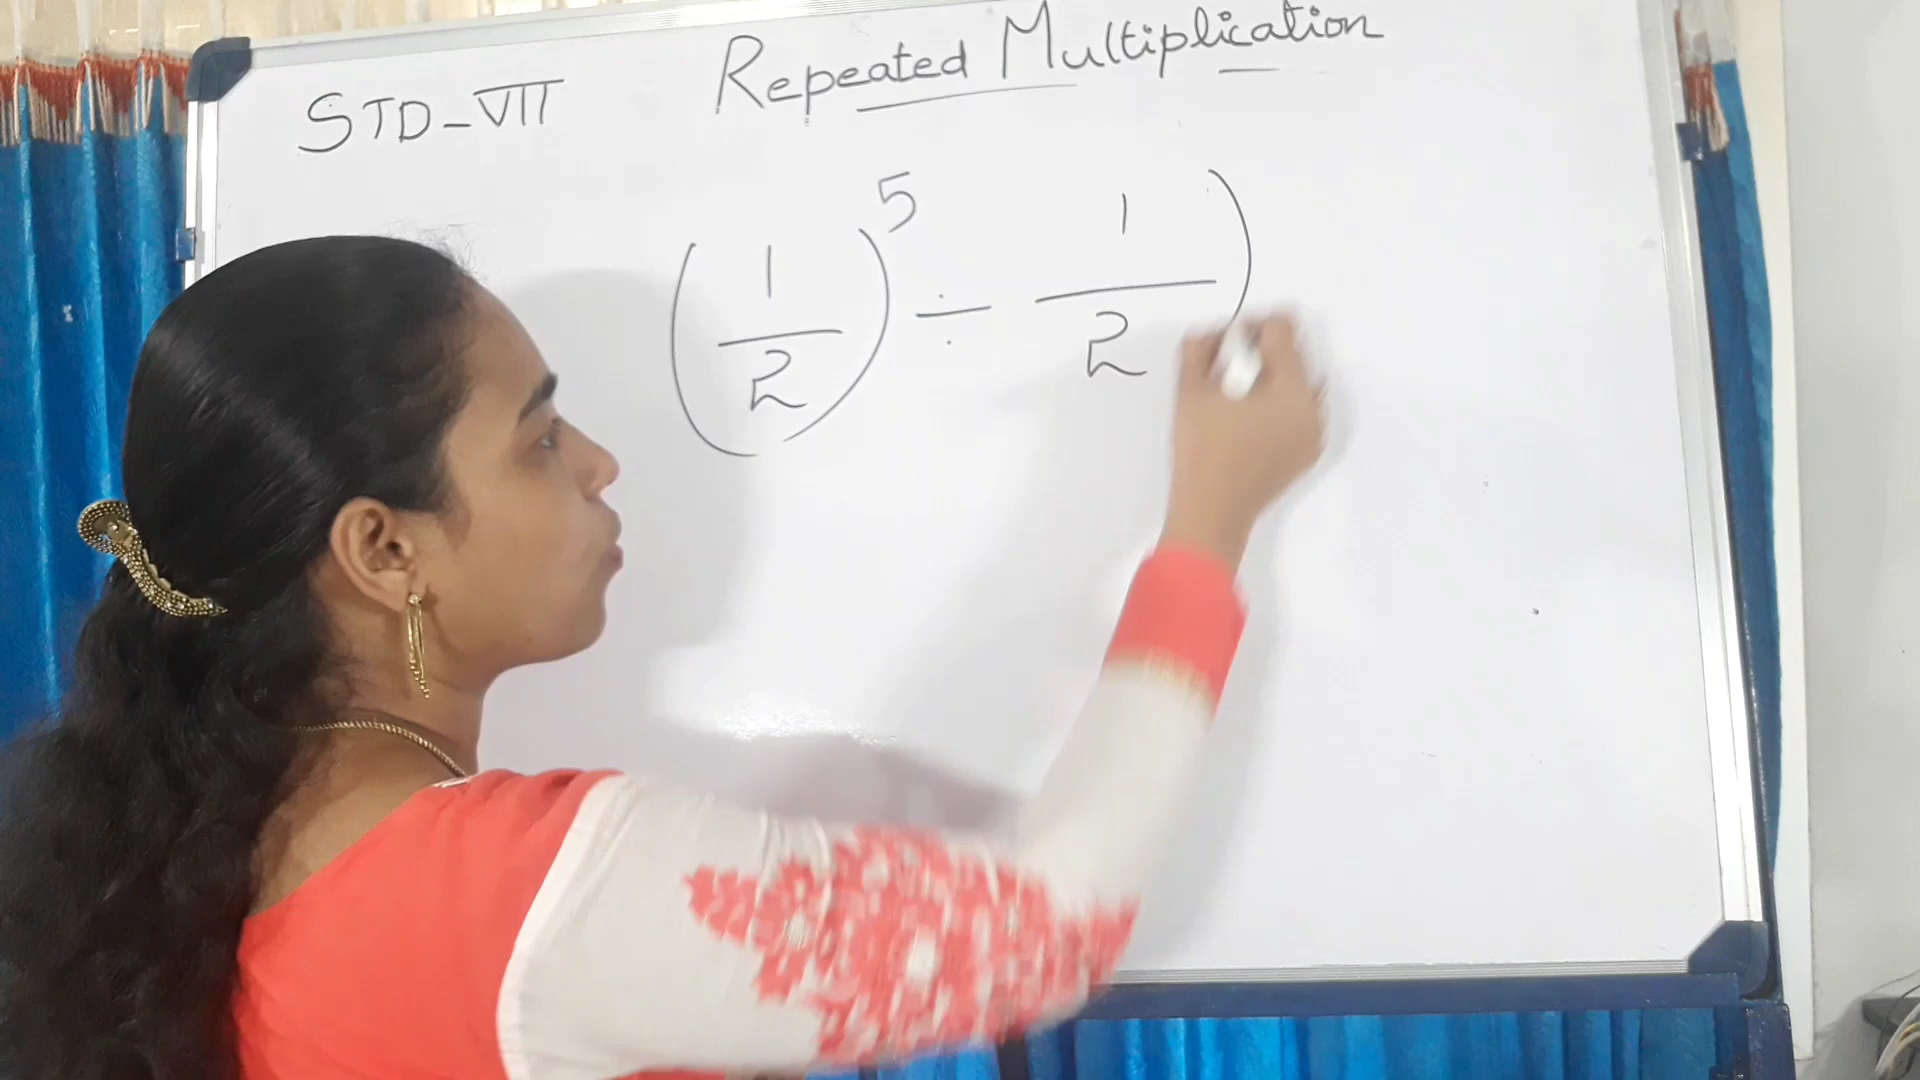 Repeated Multiplication
STD-VII
(1/2)^5 ÷ 1/2)